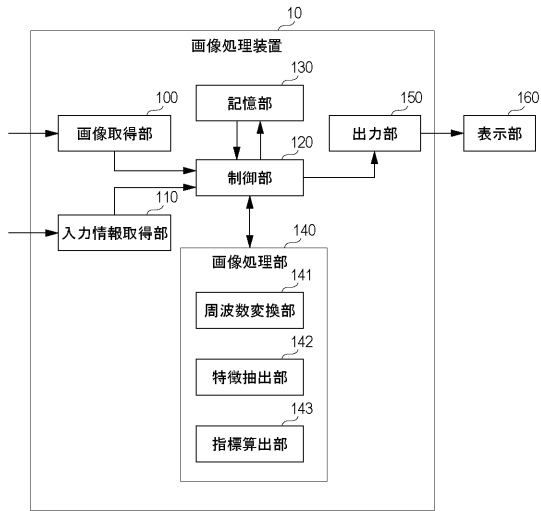 10
画像処理装置
130
記憶部
100
画像取得部
150
出力部
160
表示部
120
制御部
110
入力情報取得部
140
画像処理部
141
周波数変換部
142
特徴抽出部
143
指標算出部